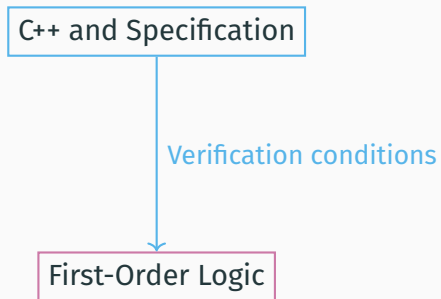 C++ and Specification
Verification conditions
First-Order Logic